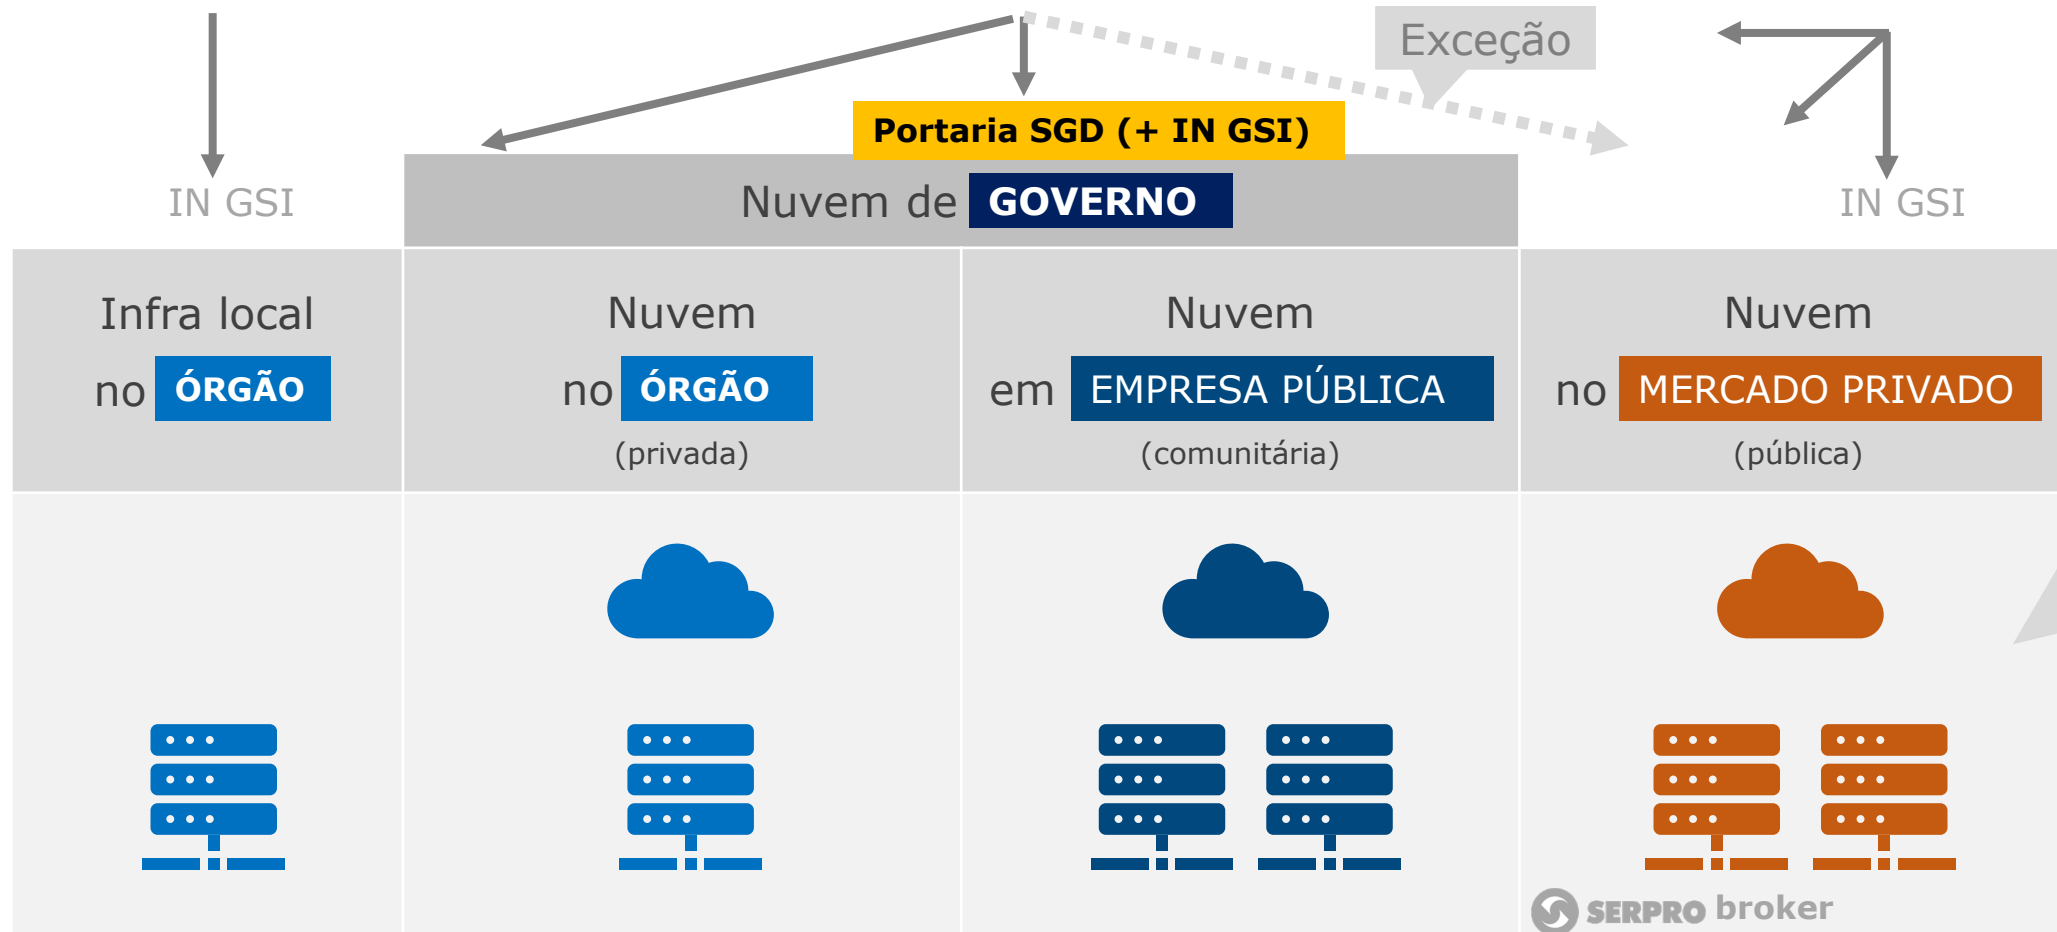 Exceção
Portaria SGD (+ IN GSI)
IN GSI
Nuvem de GOVERNO
IN GSI
Infra local
no ÓRGÃO
Nuvem
no ÓRGÃO
(privada)
Nuvem
em EMPRESA PÚBLICA
(comunitária)
Nuvem
no MERCADO PRIVADO
(pública)
SERPRO broker